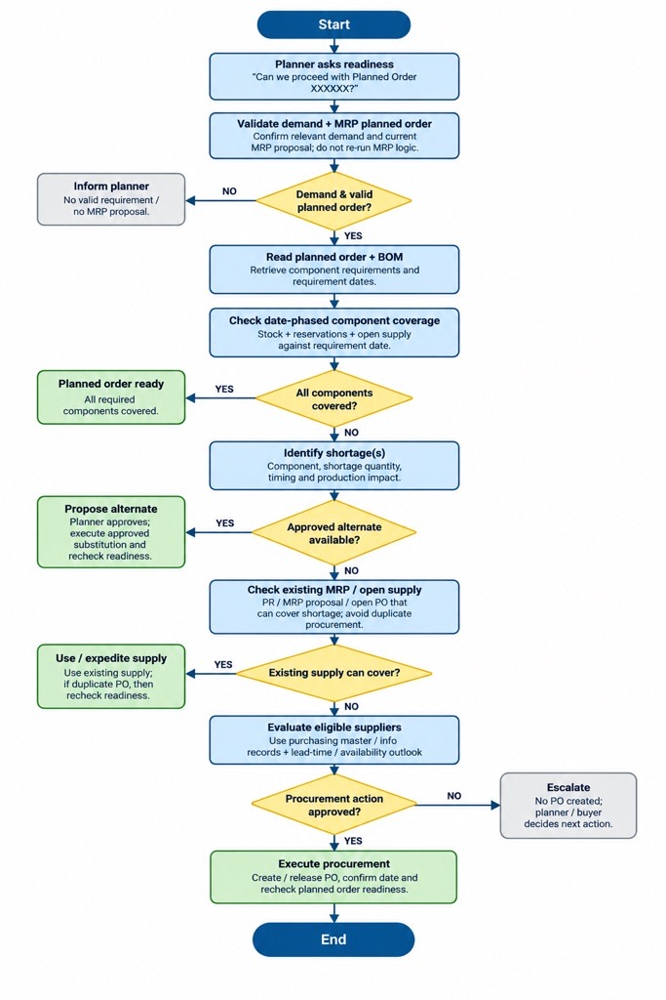 Start
Planner asks readiness
“Can we proceed with Planned Order
XXXXXX?”
Validate demand + MRP planned order
Confirm relevant demand and current
MRP proposal; do not re-run MRP logic.
Demand & valid
planned order?
NO
Inform planner
No valid requirement /
no MRP proposal.
YES
Read planned order + BOM
Retrieve component requirements and
requirement dates.
Check date-phased component coverage
Stock + reservations + open supply
against requirement date.
All components
covered?
YES
Planned order ready
All required
components covered.
NO
Identify shortage(s)
Component, shortage quantity,
timing and production impact.
Approved alternate
available?
YES
Propose alternate
Planner approves;
execute approved
substitution and
recheck readiness.
NO
Check existing MRP / open supply
PR / MRP proposal / open PO that
can cover shortage; avoid duplicate
procurement.
Existing supply can cover?
YES
Use / expedite supply
Use existing supply;
if duplicate PO, then
recheck readiness.
NO
Evaluate eligible suppliers
Use purchasing master / info
records + lead-time / availability outlook
Procurement action
approved?
NO
Escalate
No PO created;
planner / buyer
decides next action.
YES
Execute procurement
Create / release PO, confirm date and
recheck planned order readiness.
End